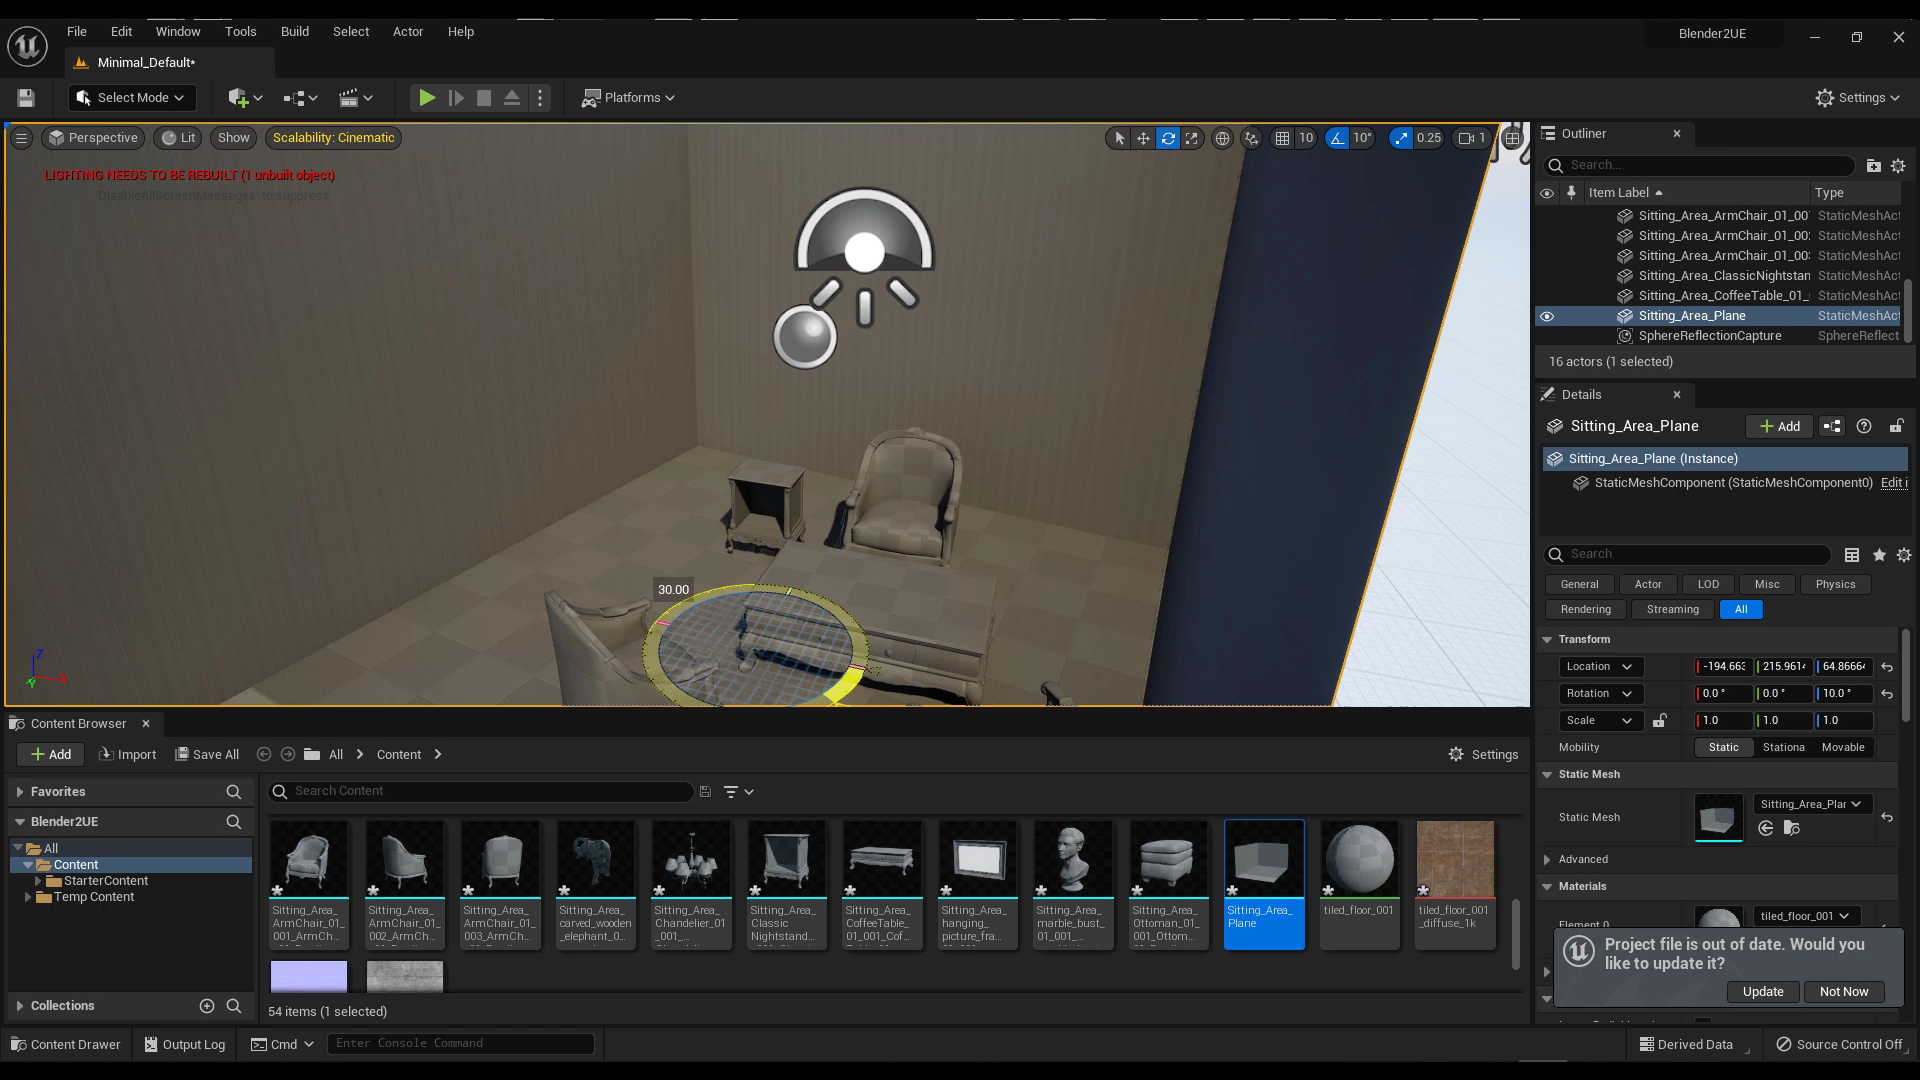 File Edit Window Tools Build Select Actor Help
Blender2UE
Minimal_Default*
Select Mode
Platforms
Settings
Perspective
Lit
Show
Scalability: Cinematic
10
10°
0.25
1
LIGHTING NEEDS TO BE REBUILT (1 unbuilt object)
'DisableAllScreenMessages' to suppress
30.00
Z
X
Y
Outliner
Search...
Item Label
Type
Sitting_Area_ArmChair_01_00 StaticMeshAct
Sitting_Area_ArmChair_01_00 StaticMeshAct
Sitting_Area_ArmChair_01_00 StaticMeshAct
Sitting_Area_ClassicNightstan StaticMeshAct
Sitting_Area_CoffeeTable_01_ StaticMeshAct
Sitting_Area_Plane StaticMeshAct
SphereReflectionCapture SphereReflect
16 actors (1 selected)
Details
Sitting_Area_Plane
Add
Sitting_Area_Plane (Instance)
StaticMeshComponent (StaticMeshComponent0) Edit i
Search
General Actor LOD Misc Physics
Rendering Streaming All
Transform
Location -194.663 215.9614 64.86664
Rotation 0.0 ° 0.0 ° 10.0 °
Scale 1.0 1.0 1.0
Mobility Static Stationa Movable
Static Mesh
Static Mesh
Sitting_Area_Plan
Advanced
Materials
Element 0
tiled_floor_001
Project file is out of date. Would you
like to update it?
Update Not Now
Content Browser
Add
Import
Save All
All
Content
Settings
Favorites
Blender2UE
All
Content
StarterContent
Temp Content
Collections
Search Content
Sitting_Area_
ArmChair_01_
001_ArmCh...
Sitting_Area_
ArmChair_01_
002_ArmCh...
Sitting_Area_
ArmChair_01_
003_ArmCh...
Sitting_Area_
carved_wooden
_elephant_0...
Sitting_Area_
Chandelier_01
_001_...
Sitting_Area_
Classic
Nightstand...
Sitting_Area_
CoffeeTable_
01_001_Cof...
Sitting_Area_
hanging_
picture_fra...
Sitting_Area_
marble_bust_
01_001_...
Sitting_Area_
Ottoman_01_
001_Ottom...
Sitting_Area_
Plane
tiled_floor_001
tiled_floor_001
_diffuse_1k
54 items (1 selected)
Content Drawer
Output Log
Cmd
Enter Console Command
Derived Data
Source Control Off